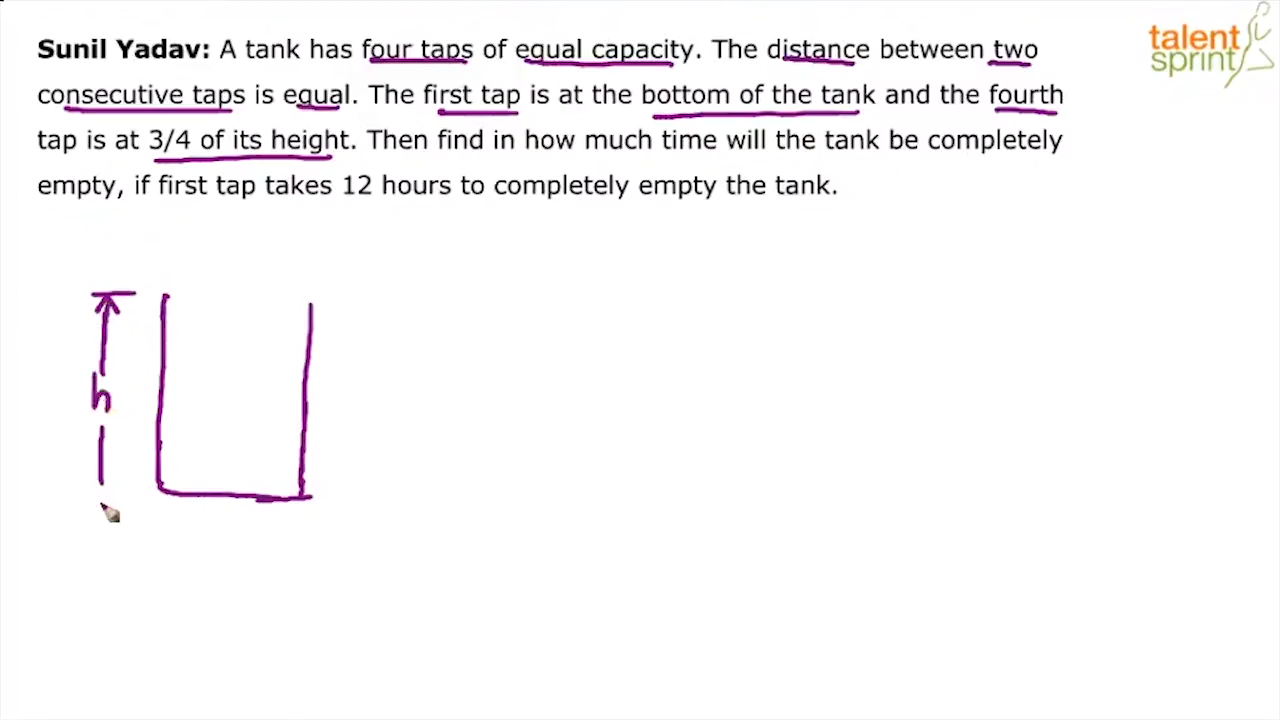 Sunil Yadav: A tank has four taps of equal capacity. The distance between two
consecutive taps is equal. The first tap is at the bottom of the tank and the fourth
tap is at 3/4 of its height. Then find in how much time will the tank be completely
empty, if first tap takes 12 hours to completely empty the tank.
talent
sprint
h